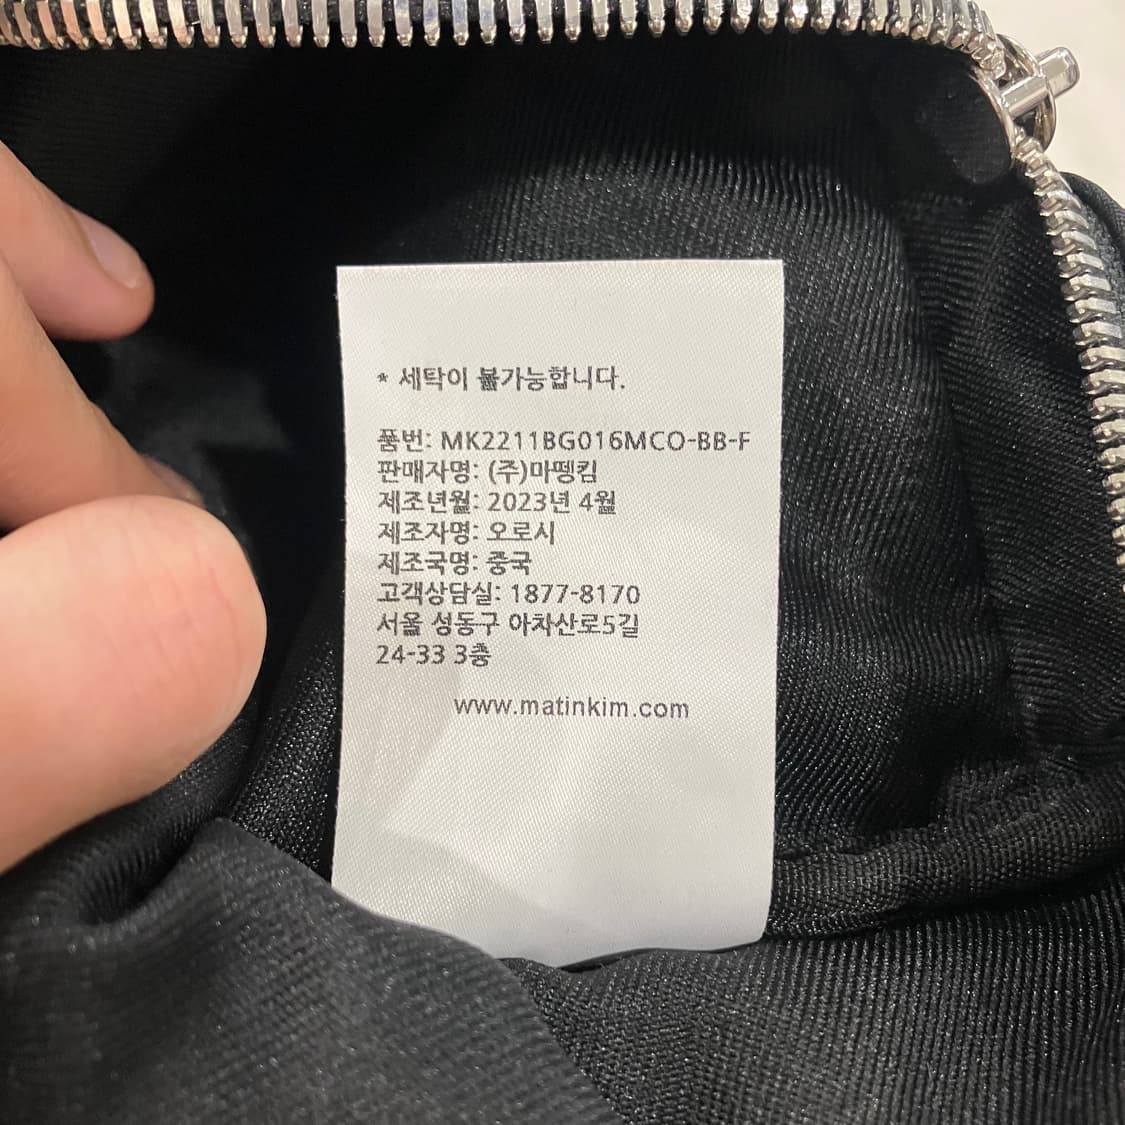 * 세탁이 불가능합니다.
품번: MK2211BG016MCO-BB-F
판매자명: (주)마뗑킴
제조년월: 2023년 4월
제조자명: 오로시
제조국명: 중국
고객상담실: 1877-8170
서울 성동구 아차산로5길
24-33 3층
www.matinkim.com